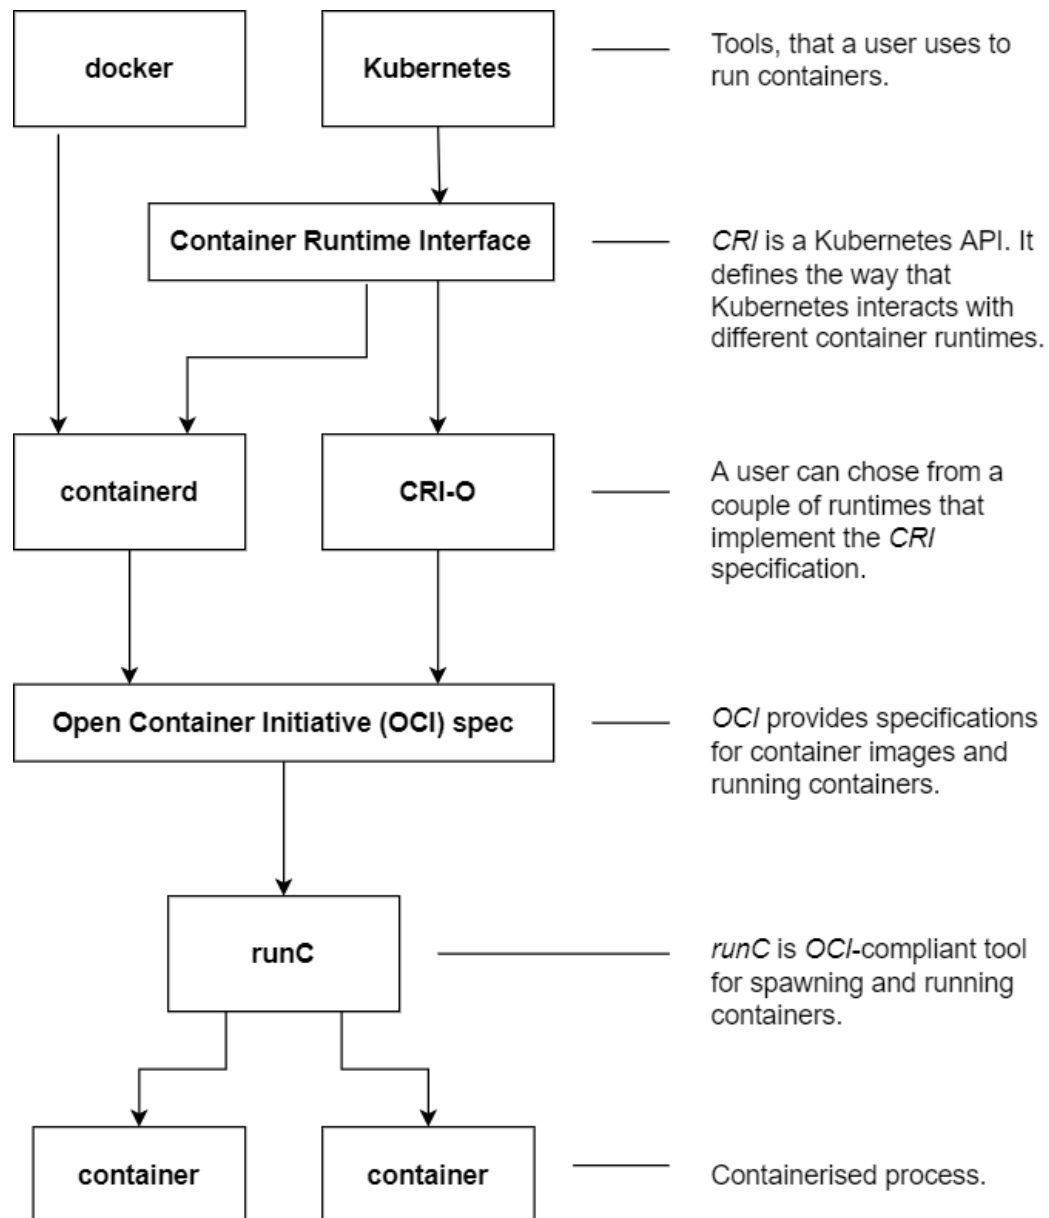 docker
Kubernetes
Tools, that a user uses to
run containers.
Container Runtime Interface
CRI is a Kubernetes API. It
defines the way that
Kubernetes interacts with
different container runtimes.
containerd
CRI-O
A user can chose from a
couple of runtimes that
implement the CRI
specification.
Open Container Initiative (OCI) spec
OCI provides specifications
for container images and
running containers.
runC
runC is OCI-compliant tool
for spawning and running
containers.
container
container
Containerised process.